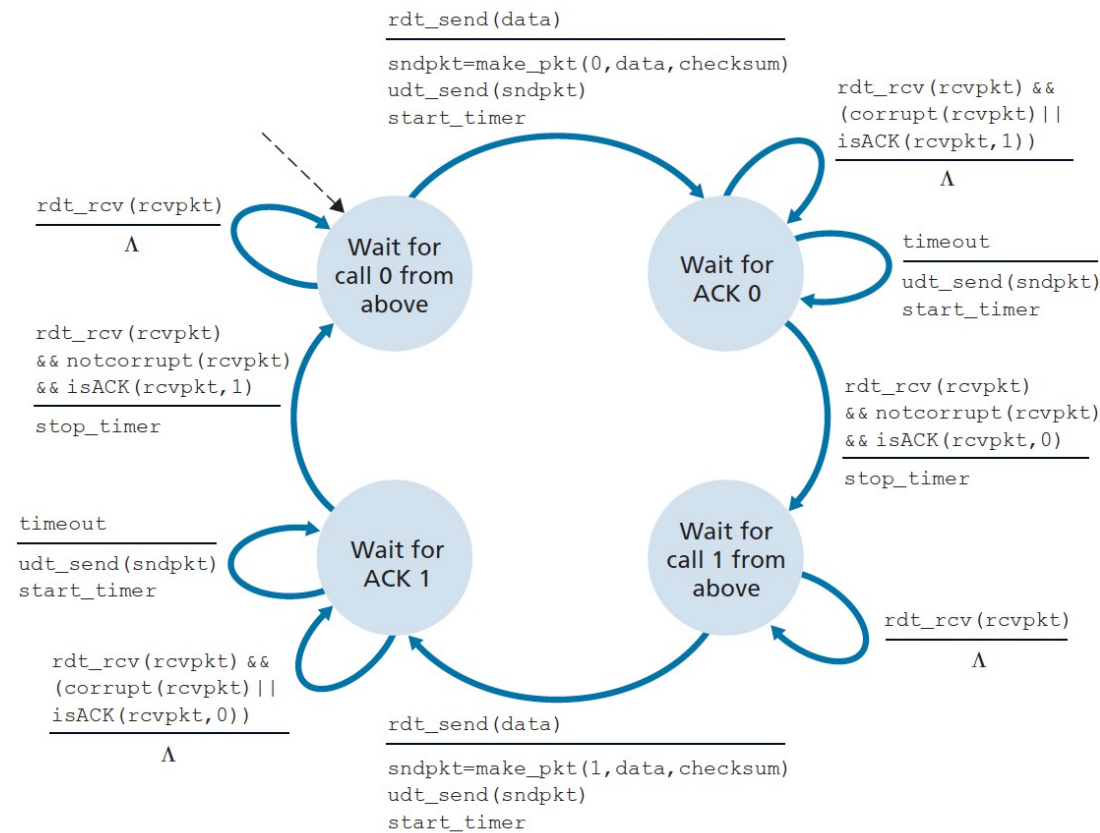 rdt_send(data)
sndpkt=make_pkt(0,data,checksum)
udt_send(sndpkt)
start_timer
rdt_rcv(rcvpkt) &&
(corrupt(rcvpkt)||
isACK(rcvpkt,1))
Λ
rdt_rcv(rcvpkt)
Λ
Wait for
call 0 from
above
Wait for
ACK 0
timeout
udt_send(sndpkt)
start_timer
rdt_rcv(rcvpkt)
&& notcorrupt(rcvpkt)
&& isACK(rcvpkt,1)
stop_timer
rdt_rcv(rcvpkt)
&& notcorrupt(rcvpkt)
&& isACK(rcvpkt,0)
stop_timer
timeout
udt_send(sndpkt)
start_timer
Wait for
ACK 1
Wait for
call 1 from
above
rdt_rcv(rcvpkt)
Λ
rdt_rcv(rcvpkt) &&
(corrupt(rcvpkt)||
isACK(rcvpkt,0))
Λ
rdt_send(data)
sndpkt=make_pkt(1,data,checksum)
udt_send(sndpkt)
start_timer